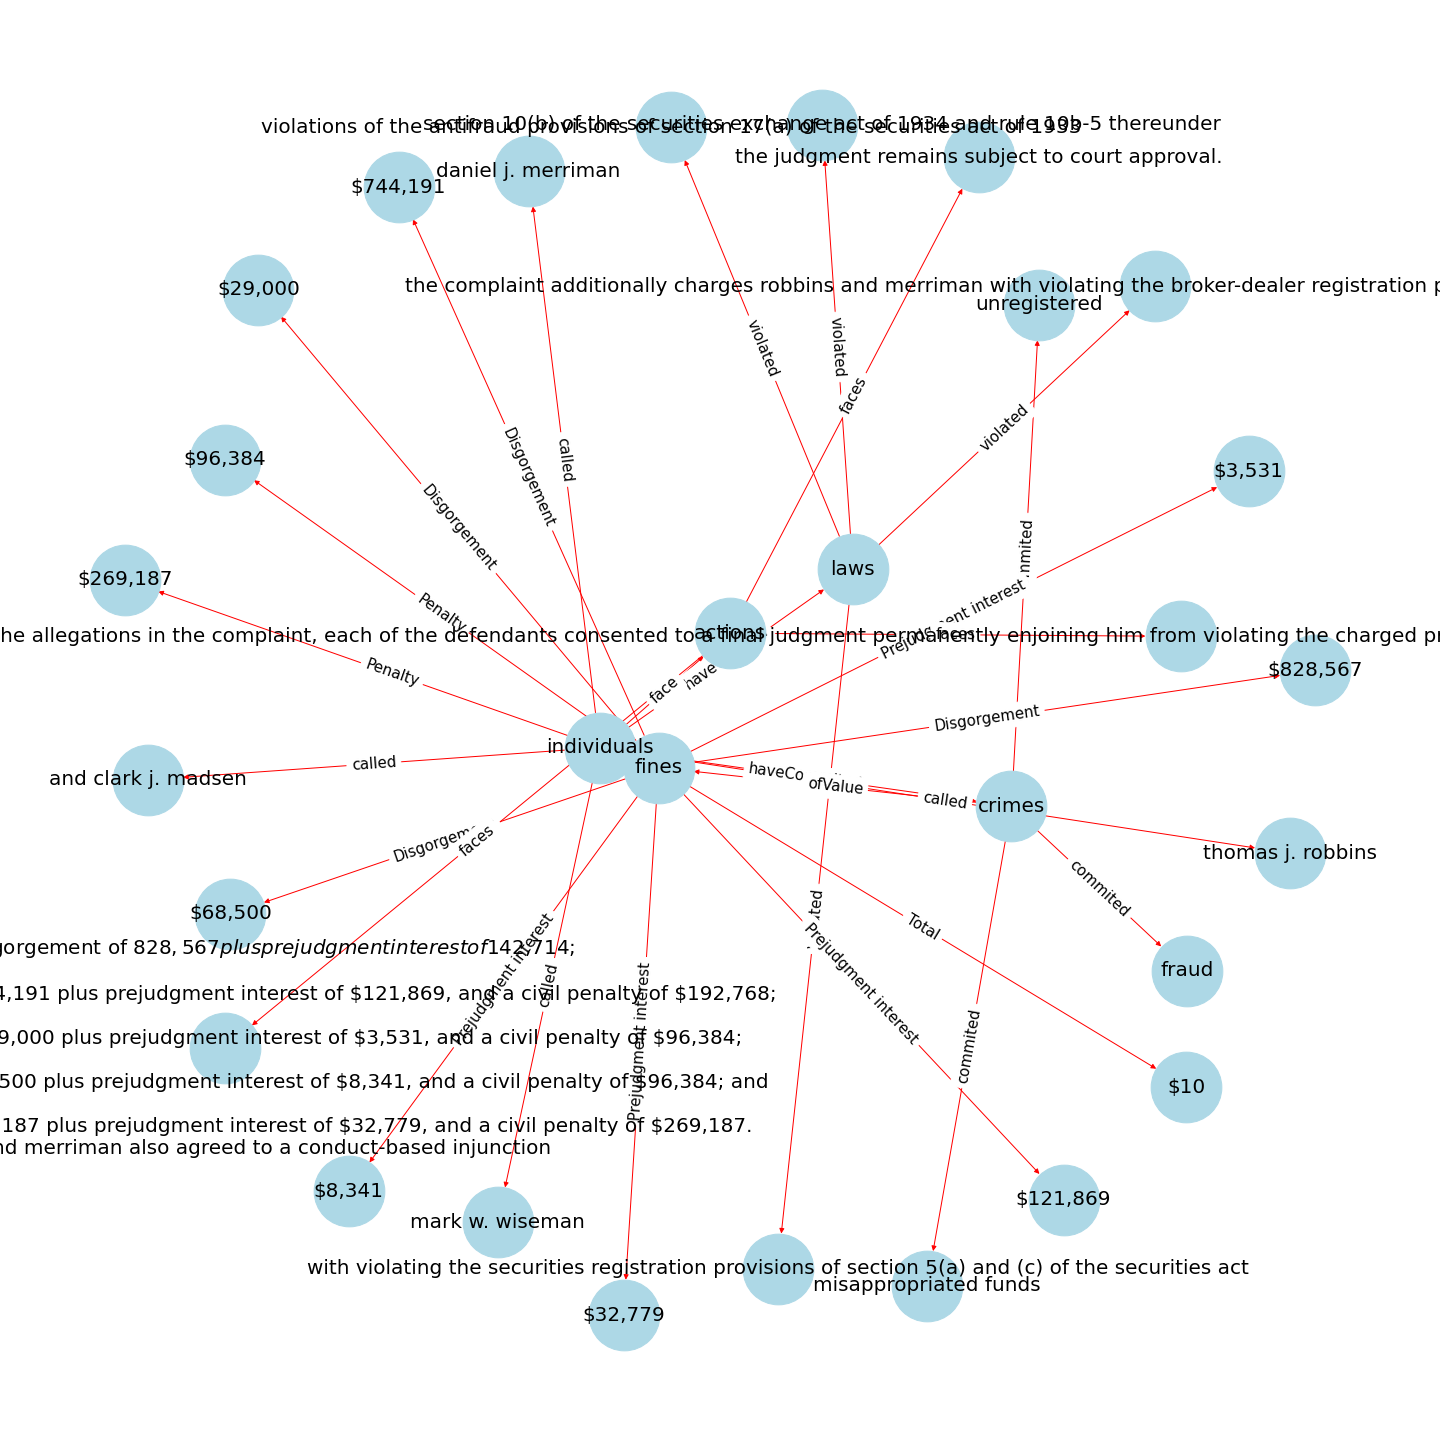 violations of the antifraud provisions of section 17(a) of the securities act of 1933
section 10(b) of the securities exchange act of 1934 and rule 10b-5 thereunder
the judgment remains subject to court approval.
daniel j. merriman
$744,191
$29,000
the complaint additionally charges robbins and merriman with violating the broker-dealer registration p
unregistered
violated
violated
faces
violated
called
Disgorgement
Disgorgement
$96,384
$3,531
$269,187
laws
Penalty
Prejudgment interest
actions
he allegations in the complaint, each of the defendants consented to a final judgment permanently enjoining him from violating the charged pr
faces
Penalty
face
have
$828,567
Disgorgement
individuals
fines
called
and clark j. madsen
have
ofValue
called
crimes
thomas j. robbins
faces
commited
$68,500
Total
fraud
gorgement of 828,567plusprejudgmentinterestof142,714;
4,191 plus prejudgment interest of $121,869, and a civil penalty of $192,768;
9,000 plus prejudgment interest of $3,531, and a civil penalty of $96,384;
500 plus prejudgment interest of $8,341, and a civil penalty of $96,384; and
187 plus prejudgment interest of $32,779, and a civil penalty of $269,187.
nd merriman also agreed to a conduct-based injunction
Prejudgment interest
called
Prejudgment interest
Prejudgment interest
commited
$10
$8,341
mark w. wiseman
$121,869
with violating the securities registration provisions of section 5(a) and (c) of the securities act
misappropriated funds
$32,779